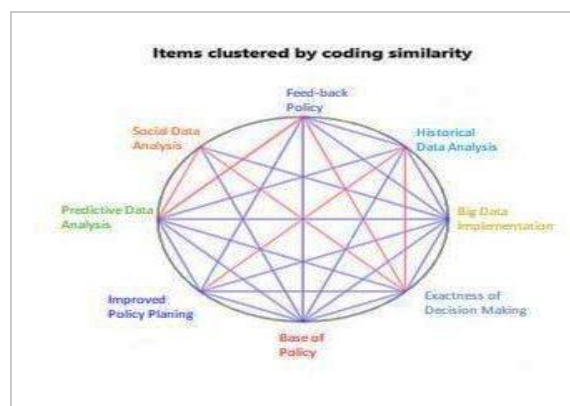 Items clustered by coding similarity
Feed-back
Policy
Social Data
Analysis
Historical
Data Analysis
Predictive Data
Analysis
Big Data
Implementation
Improved
Policy Planing
Exactness of
Decision Making
Base of
Policy